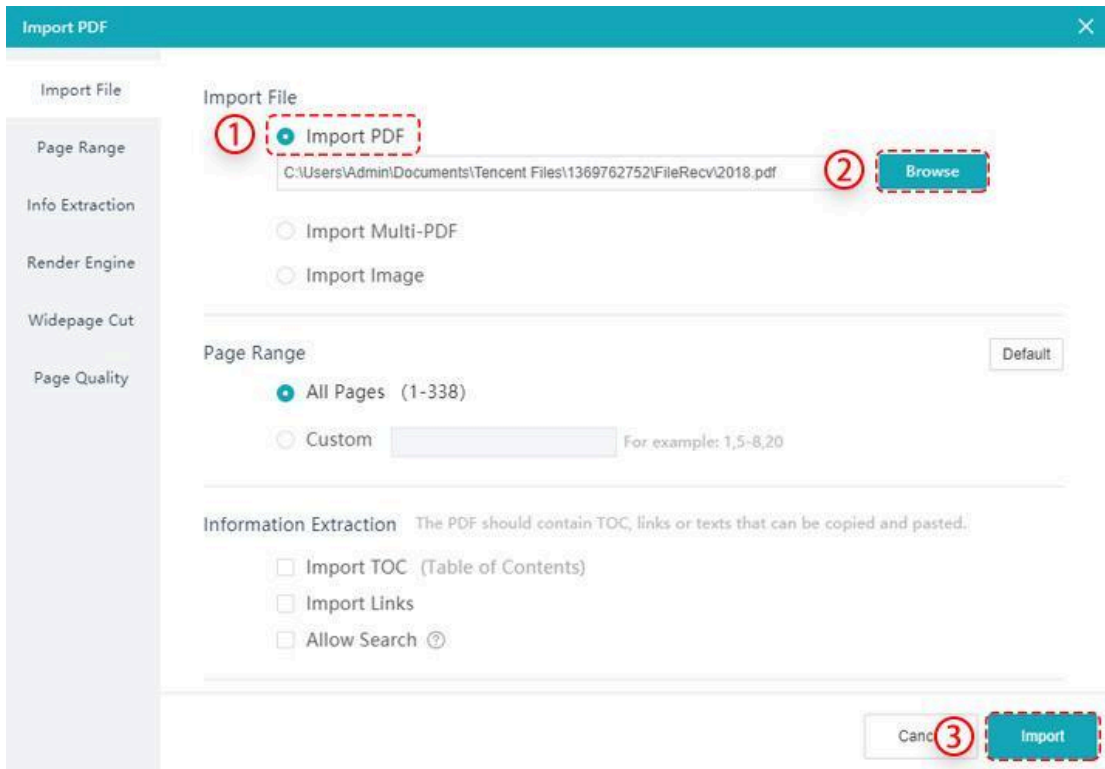 Import PDF
Import File
Page Range
Info Extraction
Render Engine
Widepage Cut
Page Quality
Import File
1 Import PDF
C:\Users\Admin\Documents\Tencent Files\1369762752\FileRecv\2018.pdf 2 Browse
Import Multi-PDF
Import Image
Page Range Default
All Pages (1-338)
Custom For example: 1,5-8,20
Information Extraction The PDF should contain TOC, links or texts that can be copied and pasted.
Import TOC (Table of Contents)
Import Links
Allow Search ?
Canc 3 Import